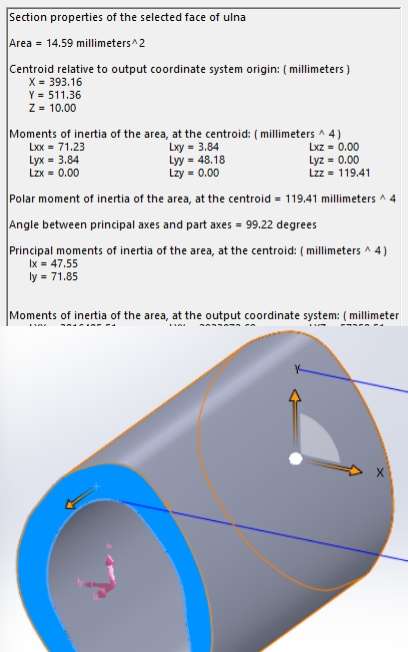 Section properties of the selected face of ulna
Area = 14.59 millimeters^2
Centroid relative to output coordinate system origin: ( millimeters )
X = 393.16
Y = 511.36
Z = 10.00
Moments of inertia of the area, at the centroid: ( millimeters ^ 4 )
Lxx = 71.23 Lxy = 3.84 Lxz = 0.00
Lyx = 3.84 Lyy = 48.18 Lyz = 0.00
Lzx = 0.00 Lzy = 0.00 Lzz = 119.41
Polar moment of inertia of the area, at the centroid = 119.41 millimeters ^ 4
Angle between principal axes and part axes = 99.22 degrees
Principal moments of inertia of the area, at the centroid: ( millimeters ^ 4 )
Ix = 47.55
Iy = 71.85
Moments of inertia of the area, at the output coordinate system: ( millimeter
Y
X